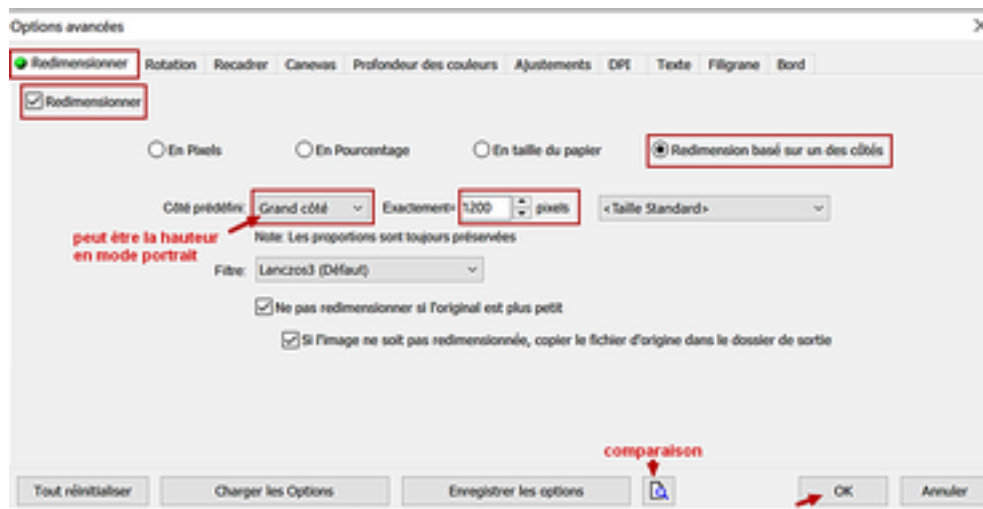 Options avancées
Redimensionner Rotation Recadrer Canevas Profondeur des couleurs Ajustements DPI Texte Filigrane Bord
Redimensionner
En Pixels En Pourcentage En taille du papier Redimension basé sur un des côtés
Côté prédéfini: Grand côté Exactement= 1200 pixels <Taille Standard>
peut être la hauteur
en mode portrait
Note: Les proportions sont toujours préservées
Filtre: Lanczos3 (Défaut)
Ne pas redimensionner si l'original est plus petit
Si l'image ne soit pas redimensionnée, copier le fichier d'origine dans le dossier de sortie
comparaison
Tout réinitialiser Charger les Options Enregistrer les options OK Annuler